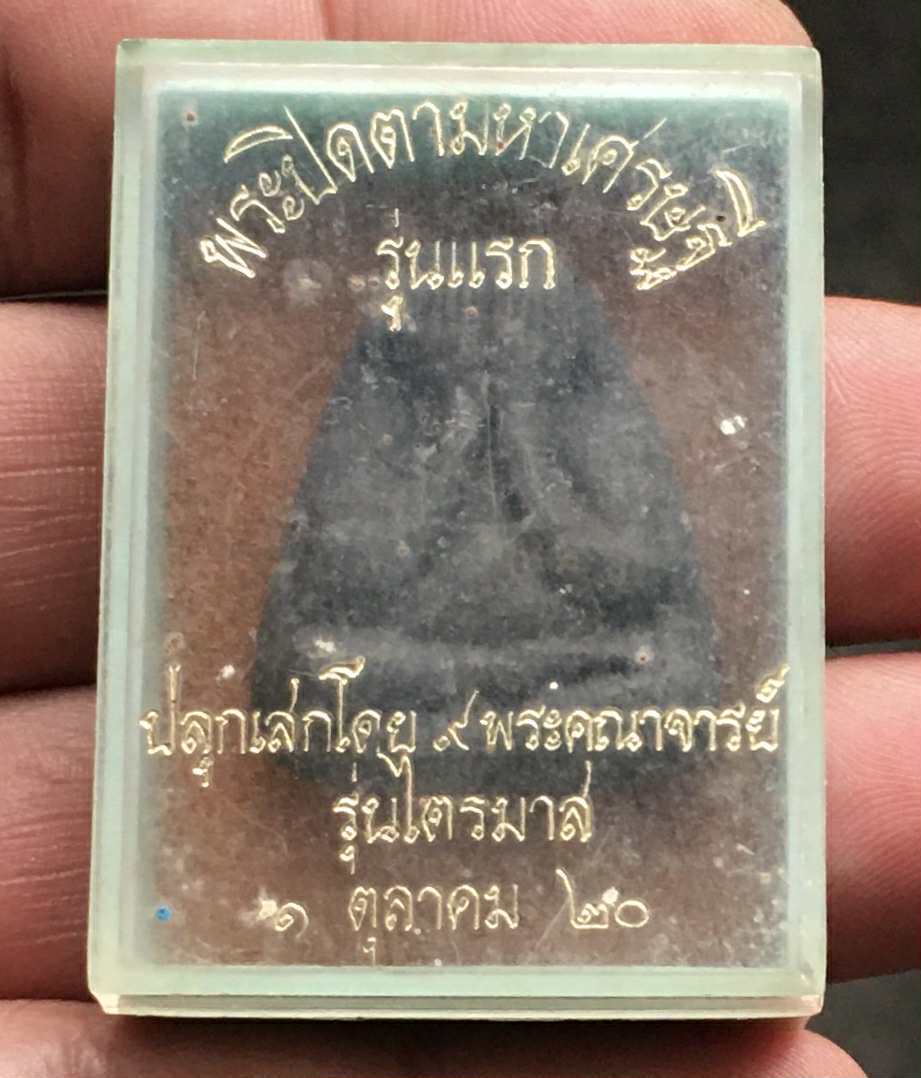 พระปิดตามหาเศรษฐี
รุ่นแรก
ปลุกเสกโดย ๙ พระคณาจารย์
รุ่นไตรมาส
๑ ตุลาคม ๒๐